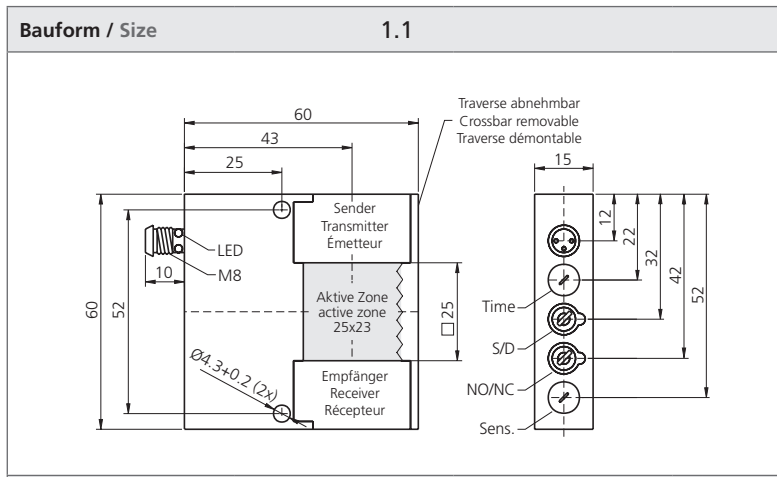 Bauform / Size 1.1
Traverse abnehmbar
Crossbar removable
Traverse démontable
60
43
25
15
Sender
Transmitter
Émetteur
LED
M8
10
60
52
Aktive Zone
active zone
25x23
□ 25
Ø4.3+0.2 (2x)
Empfänger
Receiver
Récepteur
12
22
32
42
52
Time
S/D
NO/NC
Sens.